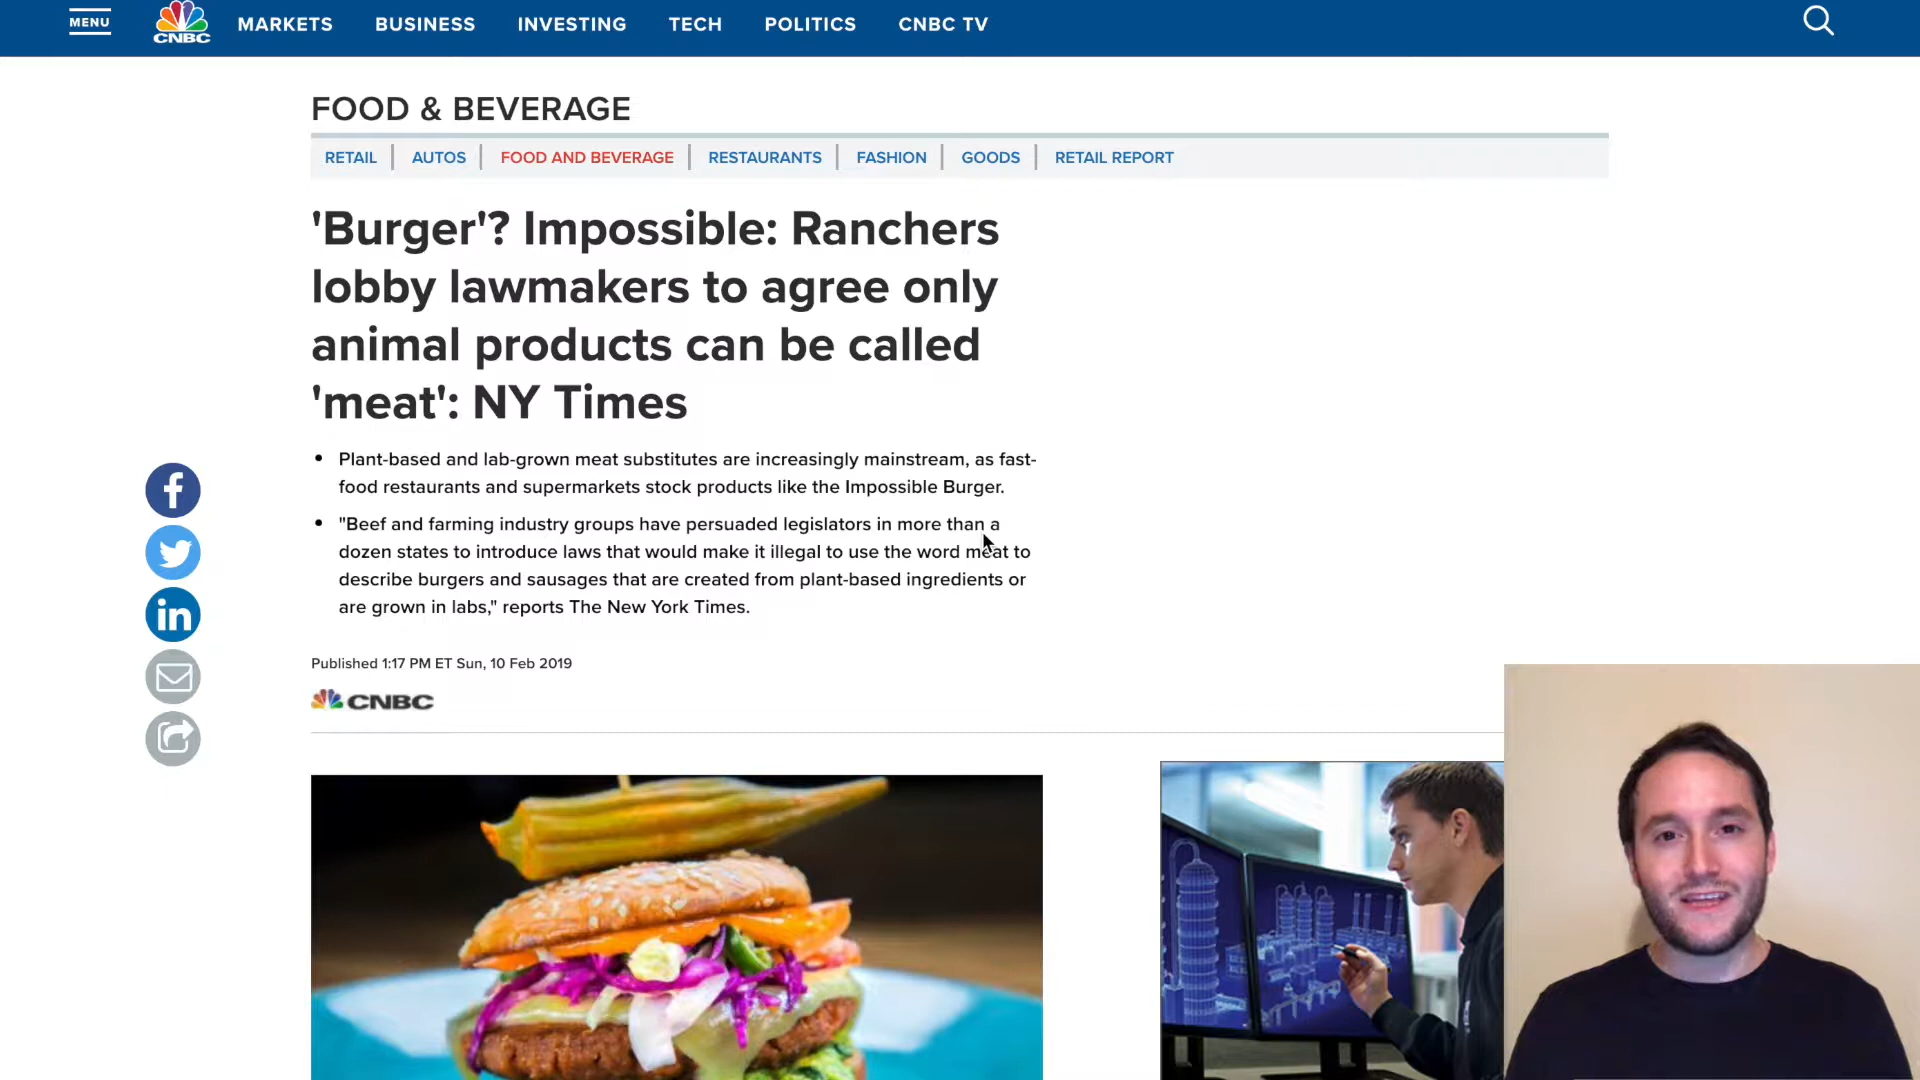 MENU
CNBC
MARKETS
BUSINESS
INVESTING
TECH
POLITICS
CNBC TV
FOOD & BEVERAGE
RETAIL
AUTOS
FOOD AND BEVERAGE
RESTAURANTS
FASHION
GOODS
RETAIL REPORT
'Burger'? Impossible: Ranchers
lobby lawmakers to agree only
animal products can be called
'meat': NY Times
Plant-based and lab-grown meat substitutes are increasingly mainstream, as fast-
food restaurants and supermarkets stock products like the Impossible Burger.
"Beef and farming industry groups have persuaded legislators in more than a
dozen states to introduce laws that would make it illegal to use the word meat to
describe burgers and sausages that are created from plant-based ingredients or
are grown in labs," reports The New York Times.
Published 1:17 PM ET Sun, 10 Feb 2019
CNBC